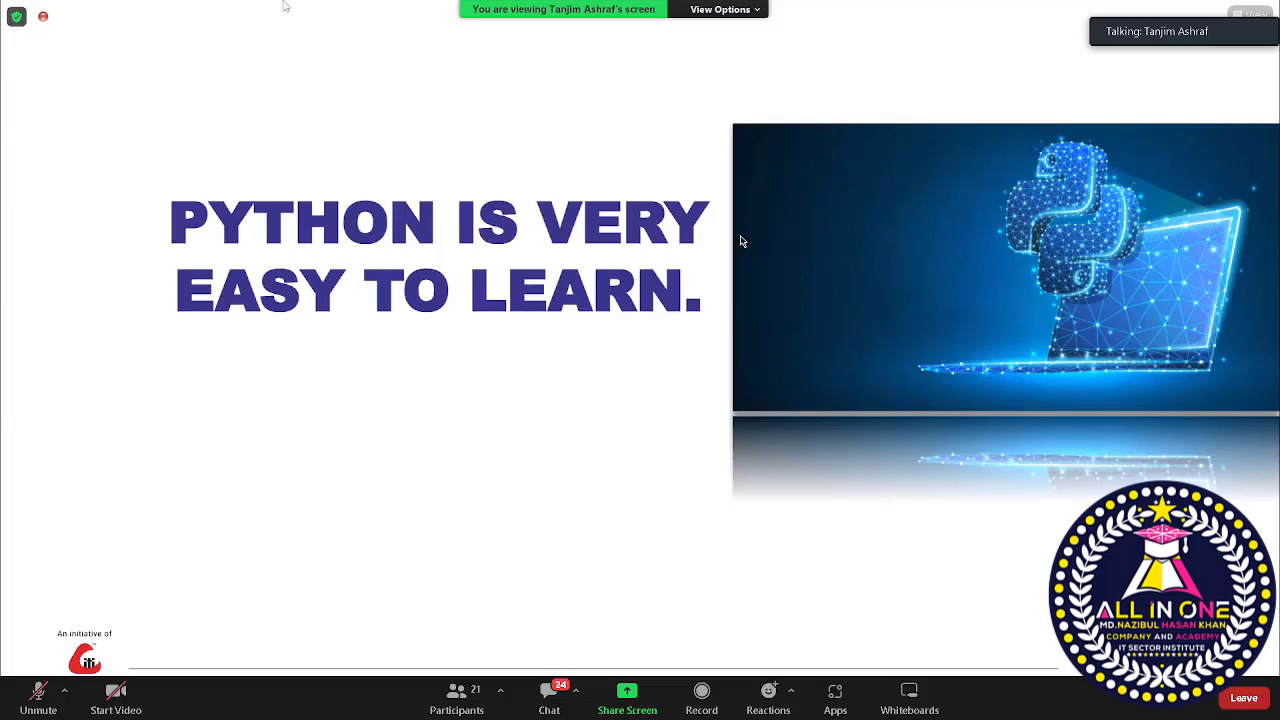 You are viewing Tanjim Ashraf's screen
View Options
View
Talking: Tanjim Ashraf
PYTHON IS VERY
EASY TO LEARN.
An initiative of
ALL IN ONE
MD.NAZIBUL HASAN KHAN
COMPANY AND ACADEMY
IT SECTOR INSTITUTE
Unmute
Start Video
21
Participants
24
Chat
Share Screen
Record
Reactions
Apps
Whiteboards
Leave